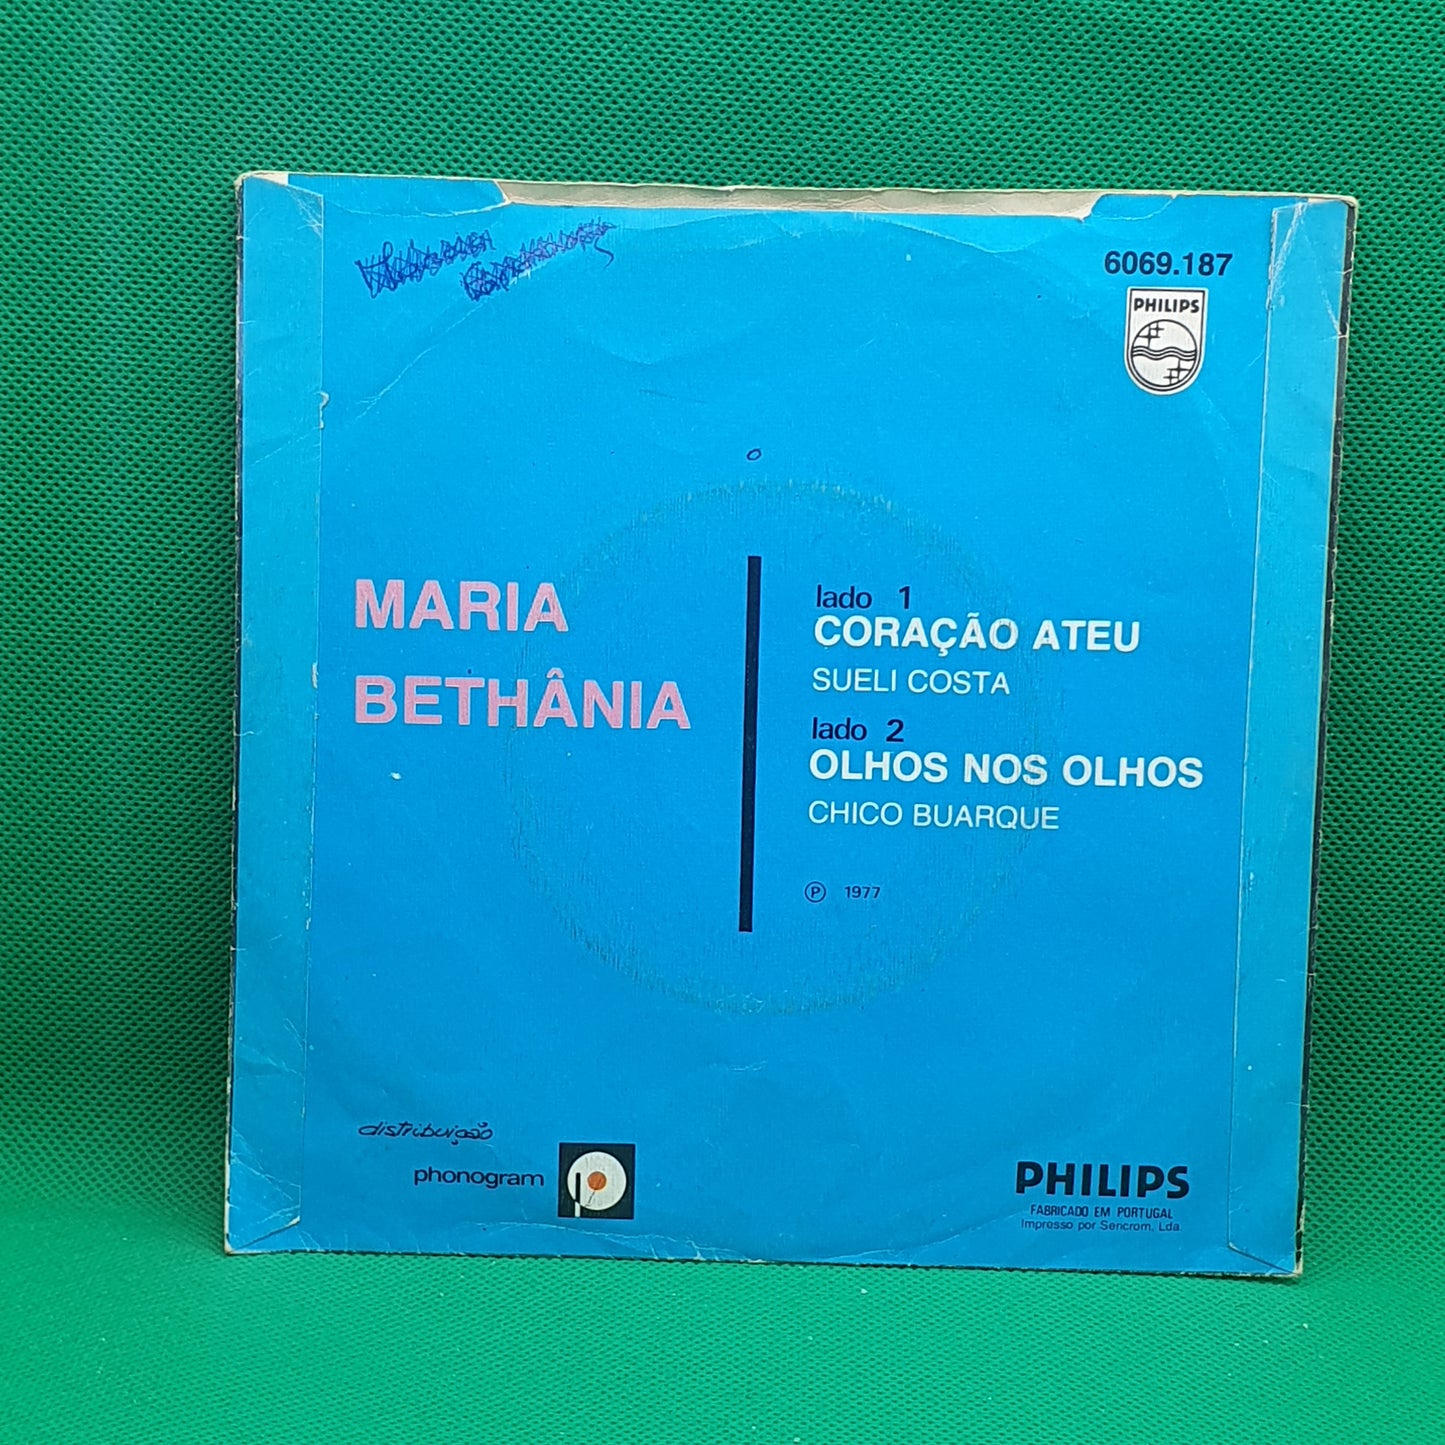 6069.187
PHILIPS
MARIA
BETHÂNIA
lado 1
CORAÇÃO ATEU
SUELI COSTA
lado 2
OLHOS NOS OLHOS
CHICO BUARQUE
Ⓟ 1977
distribuição
phonogram
PHILIPS
FABRICADO EM PORTUGAL
Impresso por Sencrom, Lda.